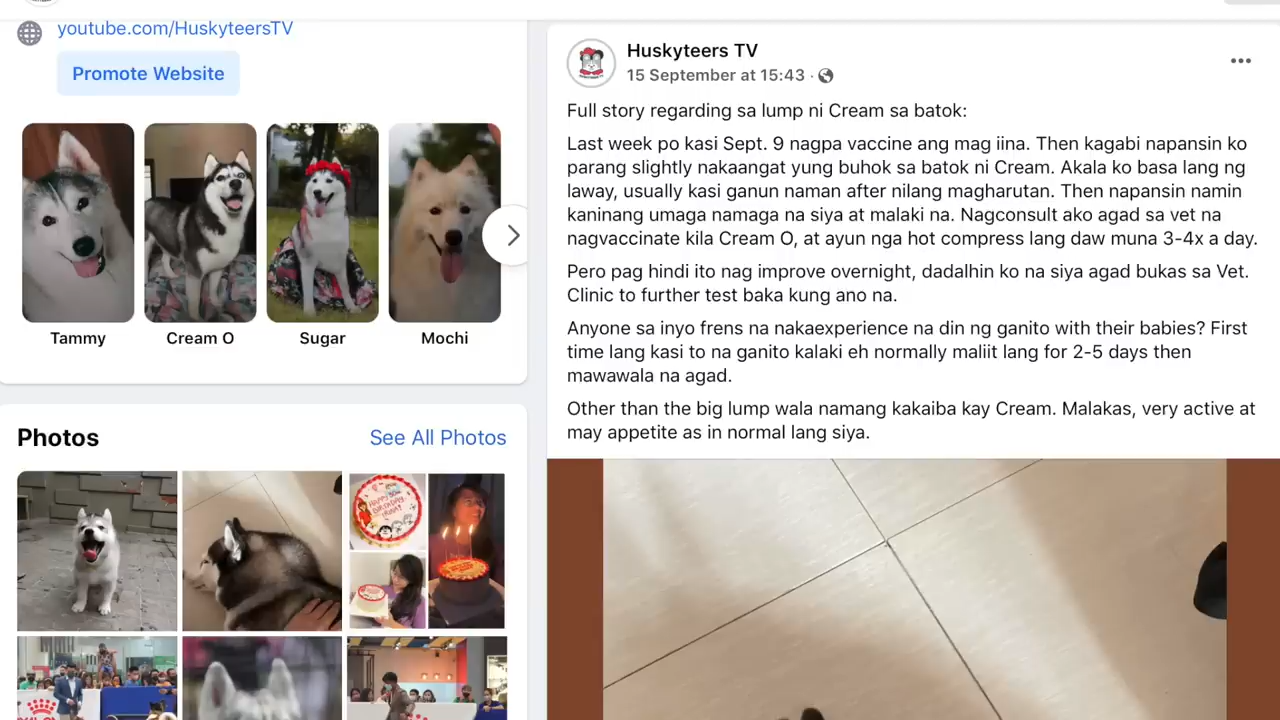 youtube.com/HuskyteersTV
Promote Website
Tammy
Cream O
Sugar
Mochi
Photos
See All Photos
Huskyteers TV
15 September at 15:43 ·
Full story regarding sa lump ni Cream sa batok:
Last week po kasi Sept. 9 nagpa vaccine ang mag iina. Then kagabi napansin ko
parang slightly nakaangat yung buhok sa batok ni Cream. Akala ko basa lang ng
laway, usually kasi ganun naman after nilang magharutan. Then napansin namin
kaninang umaga namaga na siya at malaki na. Nagconsult ako agad sa vet na
nagvaccinate kila Cream O, at ayun nga hot compress lang daw muna 3-4x a day.
Pero pag hindi ito nag improve overnight, dadalhin ko na siya agad bukas sa Vet.
Clinic to further test baka kung ano na.
Anyone sa inyo frens na nakaexperience na din ng ganito with their babies? First
time lang kasi to na ganito kalaki eh normally maliit lang for 2-5 days then
mawawala na agad.
Other than the big lump wala namang kakaiba kay Cream. Malakas, very active at
may appetite as in normal lang siya.